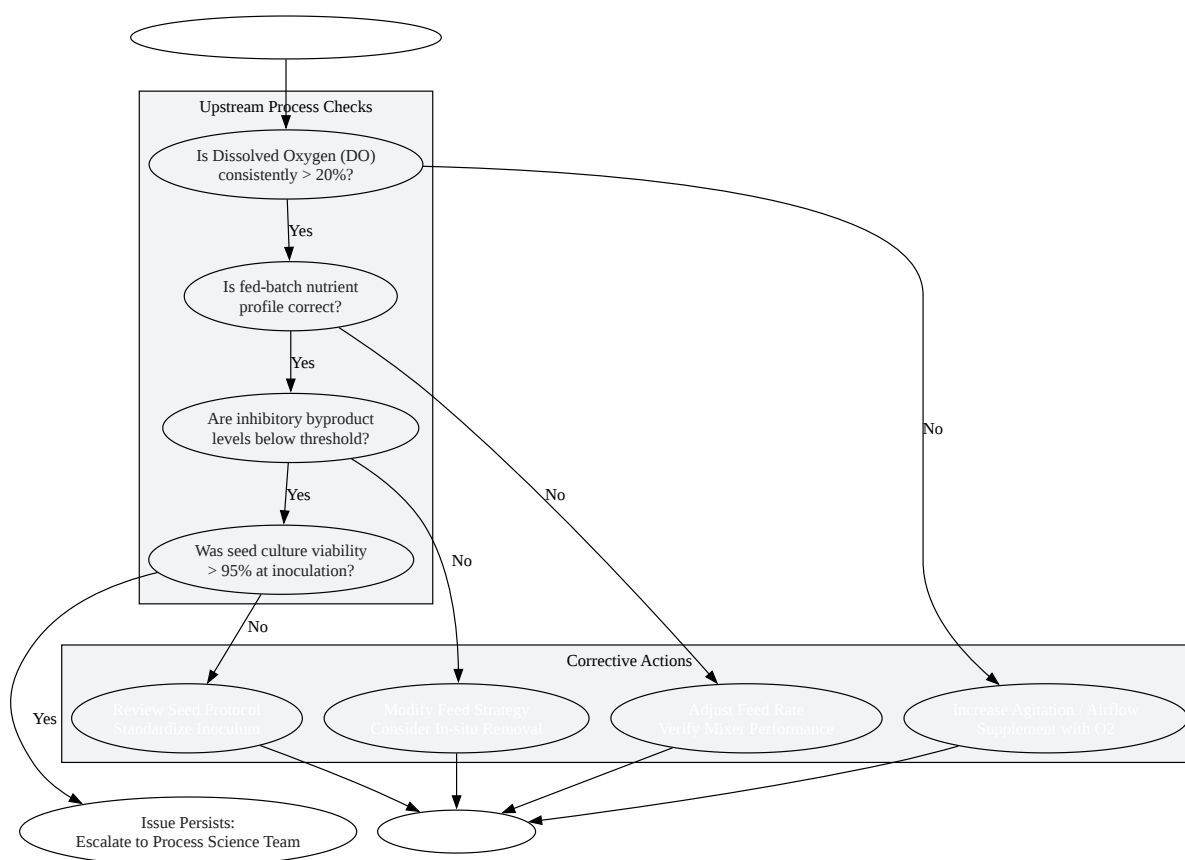 Upstream Process Checks
Is Dissolved Oxygen (DO)
consistently > 20%?
Yes
Is fed-batch nutrient
profile correct?
Yes
Are inhibitory byproduct
levels below threshold?
No
Yes
No
Was seed culture viability
> 95% at inoculation?
No
No
Yes
Corrective Actions
Review Seed Protocol
Standardize Inoculum
Modify Feed Strategy
Consider In-situ Removal
Adjust Feed Rate
Verify Mixer Performance
Increase Agitation / Airflow
Supplement with O2
Issue Persists:
Escalate to Process Science Team